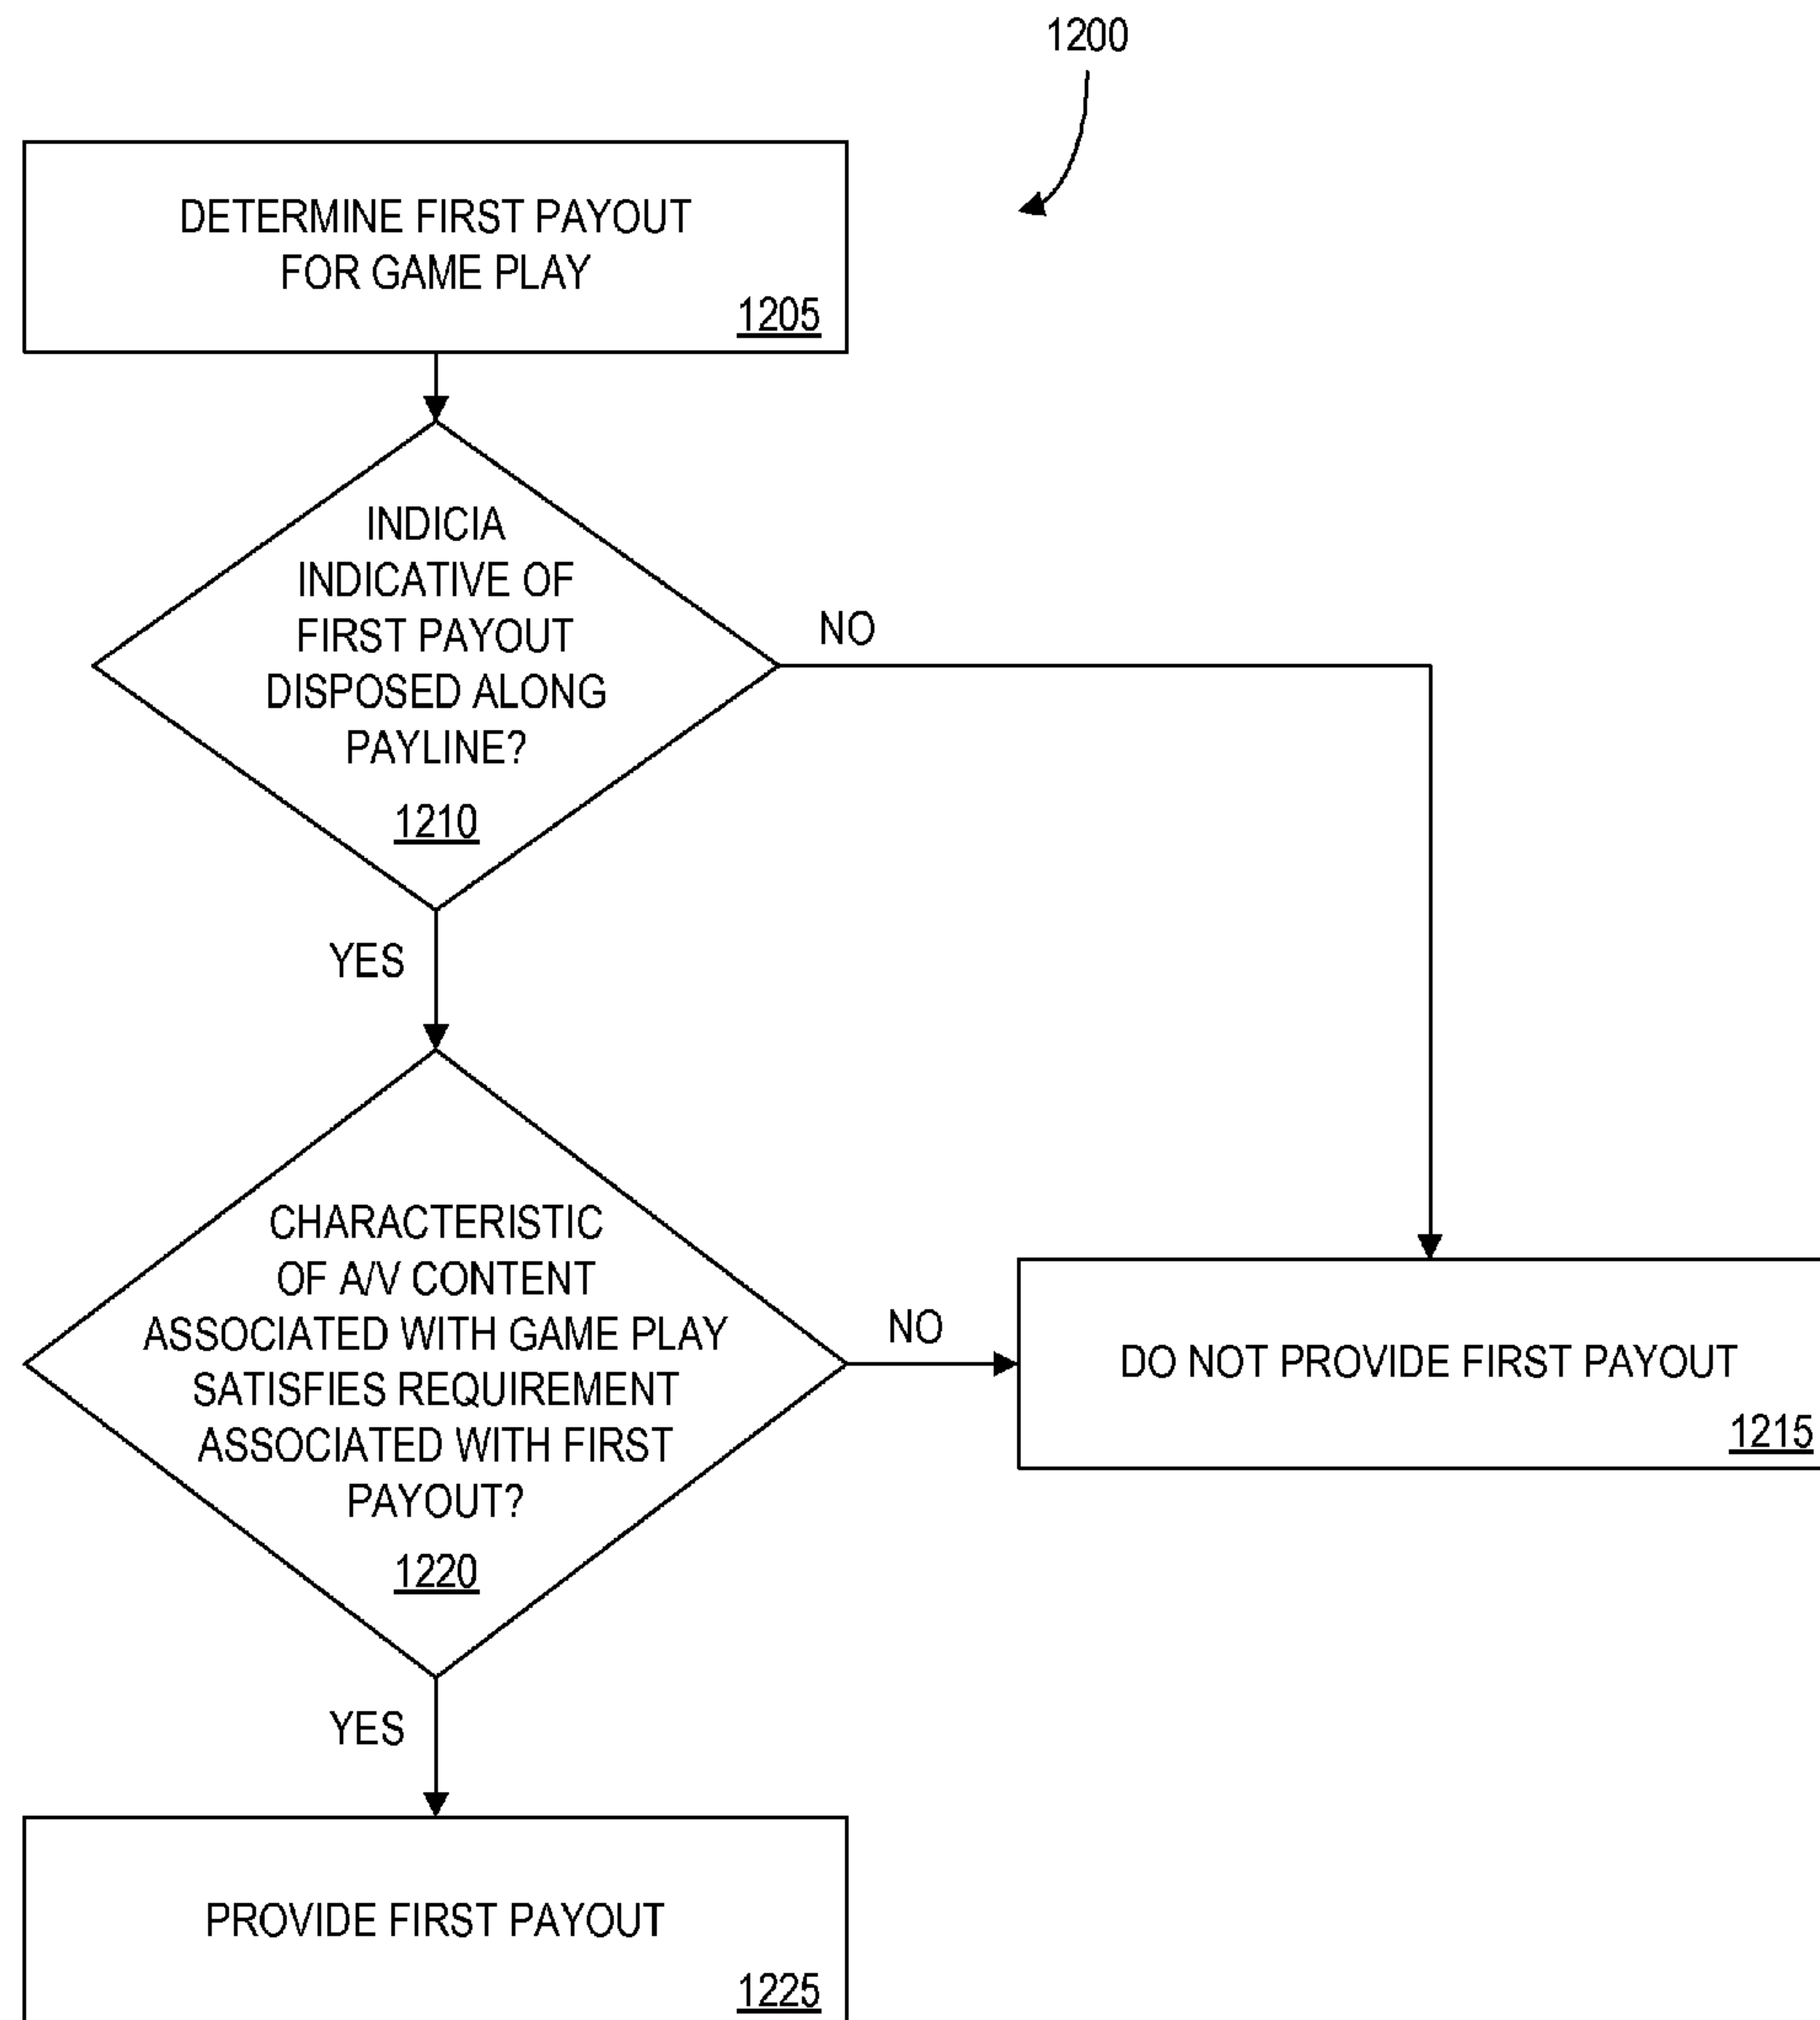 1200
DETERMINE FIRST PAYOUT
FOR GAME PLAY
1205
INDICIA
INDICATIVE OF
FIRST PAYOUT
DISPOSED ALONG
PAYLINE?
1210
NO
YES
CHARACTERISTIC
OF A/V CONTENT
ASSOCIATED WITH GAME PLAY
SATISFIES REQUIREMENT
ASSOCIATED WITH FIRST
PAYOUT?
1220
NO
DO NOT PROVIDE FIRST PAYOUT
1215
YES
PROVIDE FIRST PAYOUT
1225